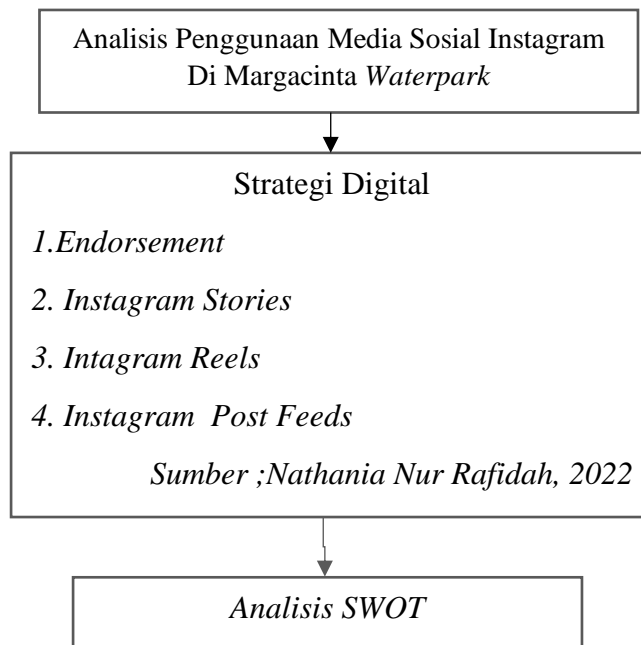 Analisis Penggunaan Media Sosial Instagram
Di Margacinta Waterpark
Strategi Digital
1.Endorsement
2. Instagram Stories
3. Intagram Reels
4. Instagram  Post Feeds
Sumber ;Nathania Nur Rafidah, 2022
Analisis SWOT